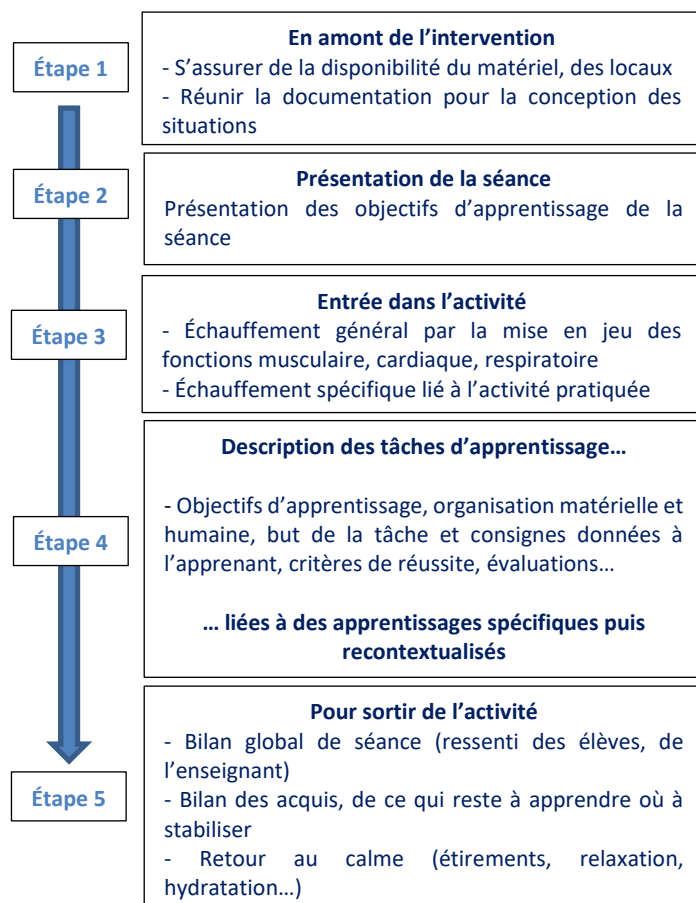 Étape 1
En amont de l’intervention
- S’assurer de la disponibilité du matériel, des locaux
- Réunir la documentation pour la conception des
situations
Étape 2
Présentation de la séance
Présentation des objectifs d’apprentissage de la
séance
Étape 3
Entrée dans l’activité
- Échauffement général par la mise en jeu des
fonctions musculaire, cardiaque, respiratoire
- Échauffement spécifique lié à l’activité pratiquée
Étape 4
Description des tâches d’apprentissage…
- Objectifs d’apprentissage, organisation matérielle et
humaine, but de la tâche et consignes données à
l’apprenant, critères de réussite, évaluations…
… liées à des apprentissages spécifiques puis
recontextualisés
Étape 5
Pour sortir de l’activité
- Bilan global de séance (ressenti des élèves, de
l’enseignant)
- Bilan des acquis, de ce qui reste à apprendre où à
stabiliser
- Retour au calme (étirements, relaxation,
hydratation…)